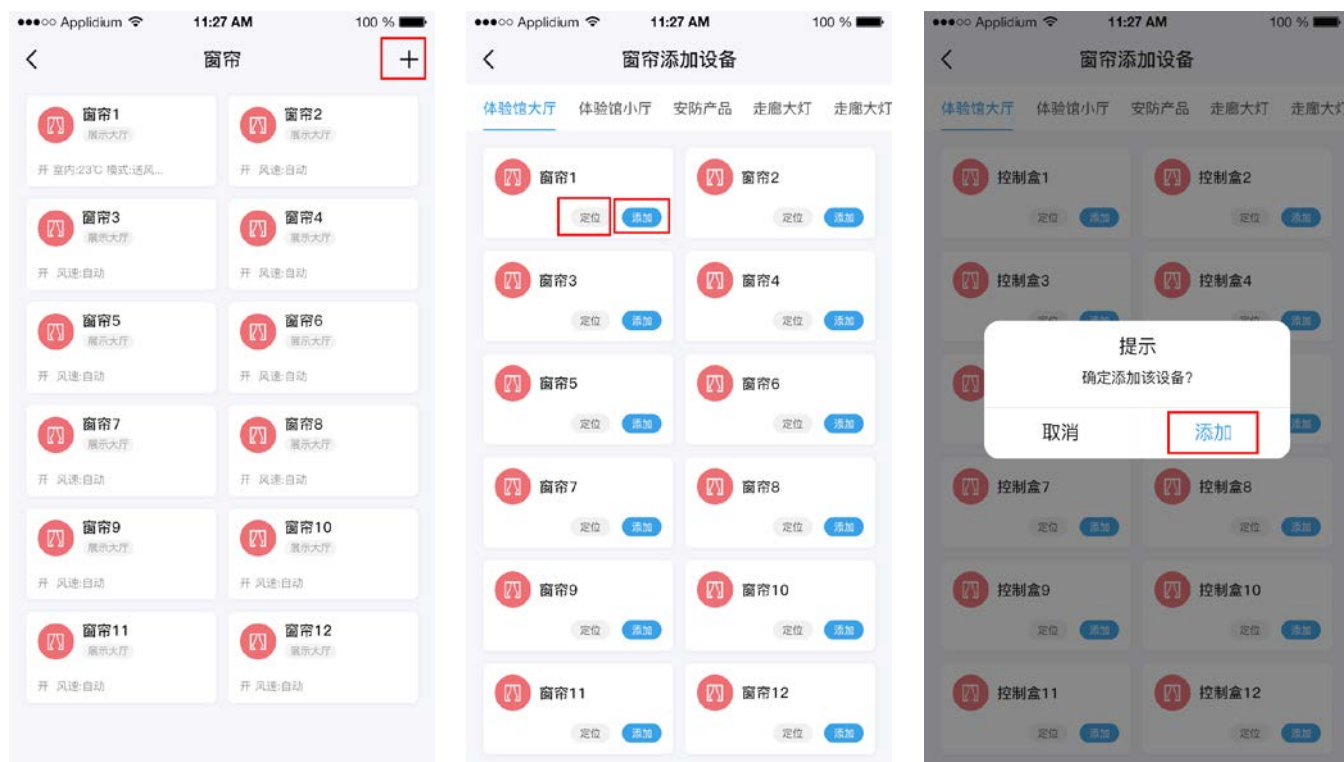 Applidium 11:27 AM 100 %
窗帘
窗帘1 窗帘2
展示大厅 展示大厅
开 室内:23℃ 模式:送风... 开 风速:自动
窗帘3 窗帘4
展示大厅 展示大厅
开 风速:自动 开 风速:自动
窗帘5 窗帘6
展示大厅 展示大厅
开 风速:自动 开 风速:自动
窗帘7 窗帘8
展示大厅 展示大厅
开 风速:自动 开 风速:自动
窗帘9 窗帘10
展示大厅 展示大厅
开 风速:自动 开 风速:自动
窗帘11 窗帘12
展示大厅 展示大厅
开 风速:自动 开 风速:自动
Applidium 11:27 AM 100 %
窗帘添加设备
体验馆大厅 体验馆小厅 安防产品 走廊大灯 走廊大灯
窗帘1 窗帘2
定位 添加 定位 添加
窗帘3 窗帘4
定位 添加 定位 添加
窗帘5 窗帘6
定位 添加 定位 添加
窗帘7 窗帘8
定位 添加 定位 添加
窗帘9 窗帘10
定位 添加 定位 添加
窗帘11 窗帘12
定位 添加 定位 添加
Applidium 11:27 AM 100 %
窗帘添加设备
体验馆大厅 体验馆小厅 安防产品 走廊大灯 走廊大灯
控制盒1 控制盒2
定位 添加 定位 添加
控制盒3 控制盒4
定位 添加 定位 添加
提示
确定添加该设备?
取消 添加
控制盒7 控制盒8
定位 添加 定位 添加
控制盒9 控制盒10
定位 添加 定位 添加
控制盒11 控制盒12
定位 添加 定位 添加